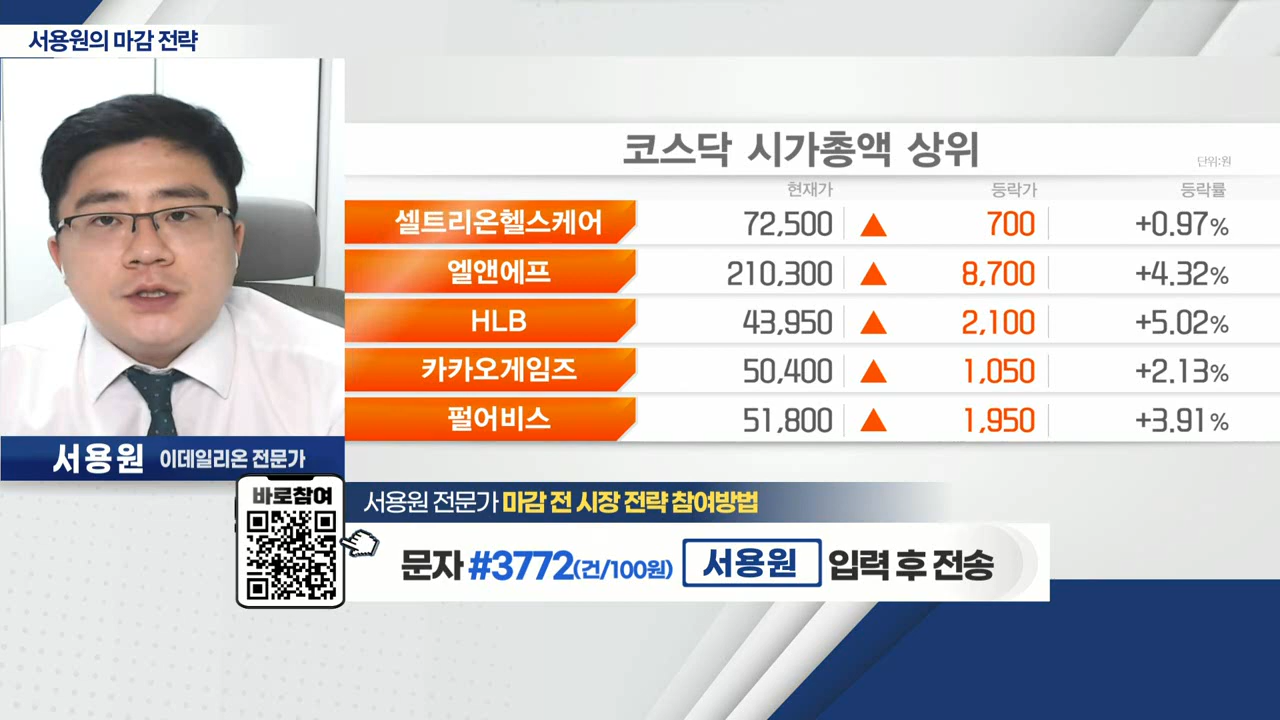 서용원의 마감 전략
코스닥 시가총액 상위
단위:원
현재가 등락가 등락률
셀트리온헬스케어 72,500 ▲ 700 +0.97%
엘앤에프 210,300 ▲ 8,700 +4.32%
HLB 43,950 ▲ 2,100 +5.02%
카카오게임즈 50,400 ▲ 1,050 +2.13%
펄어비스 51,800 ▲ 1,950 +3.91%
서용원 이데일리온 전문가
바로참여
서용원 전문가 마감 전 시장 전략 참여방법
문자 #3772(건/100원) 서용원 입력 후 전송